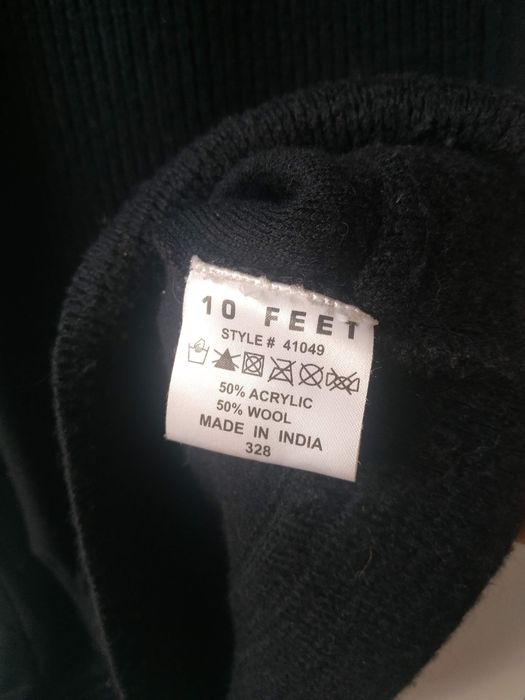 10 FEET
STYLE # 41049
50% ACRYLIC
50% WOOL
MADE IN INDIA
328